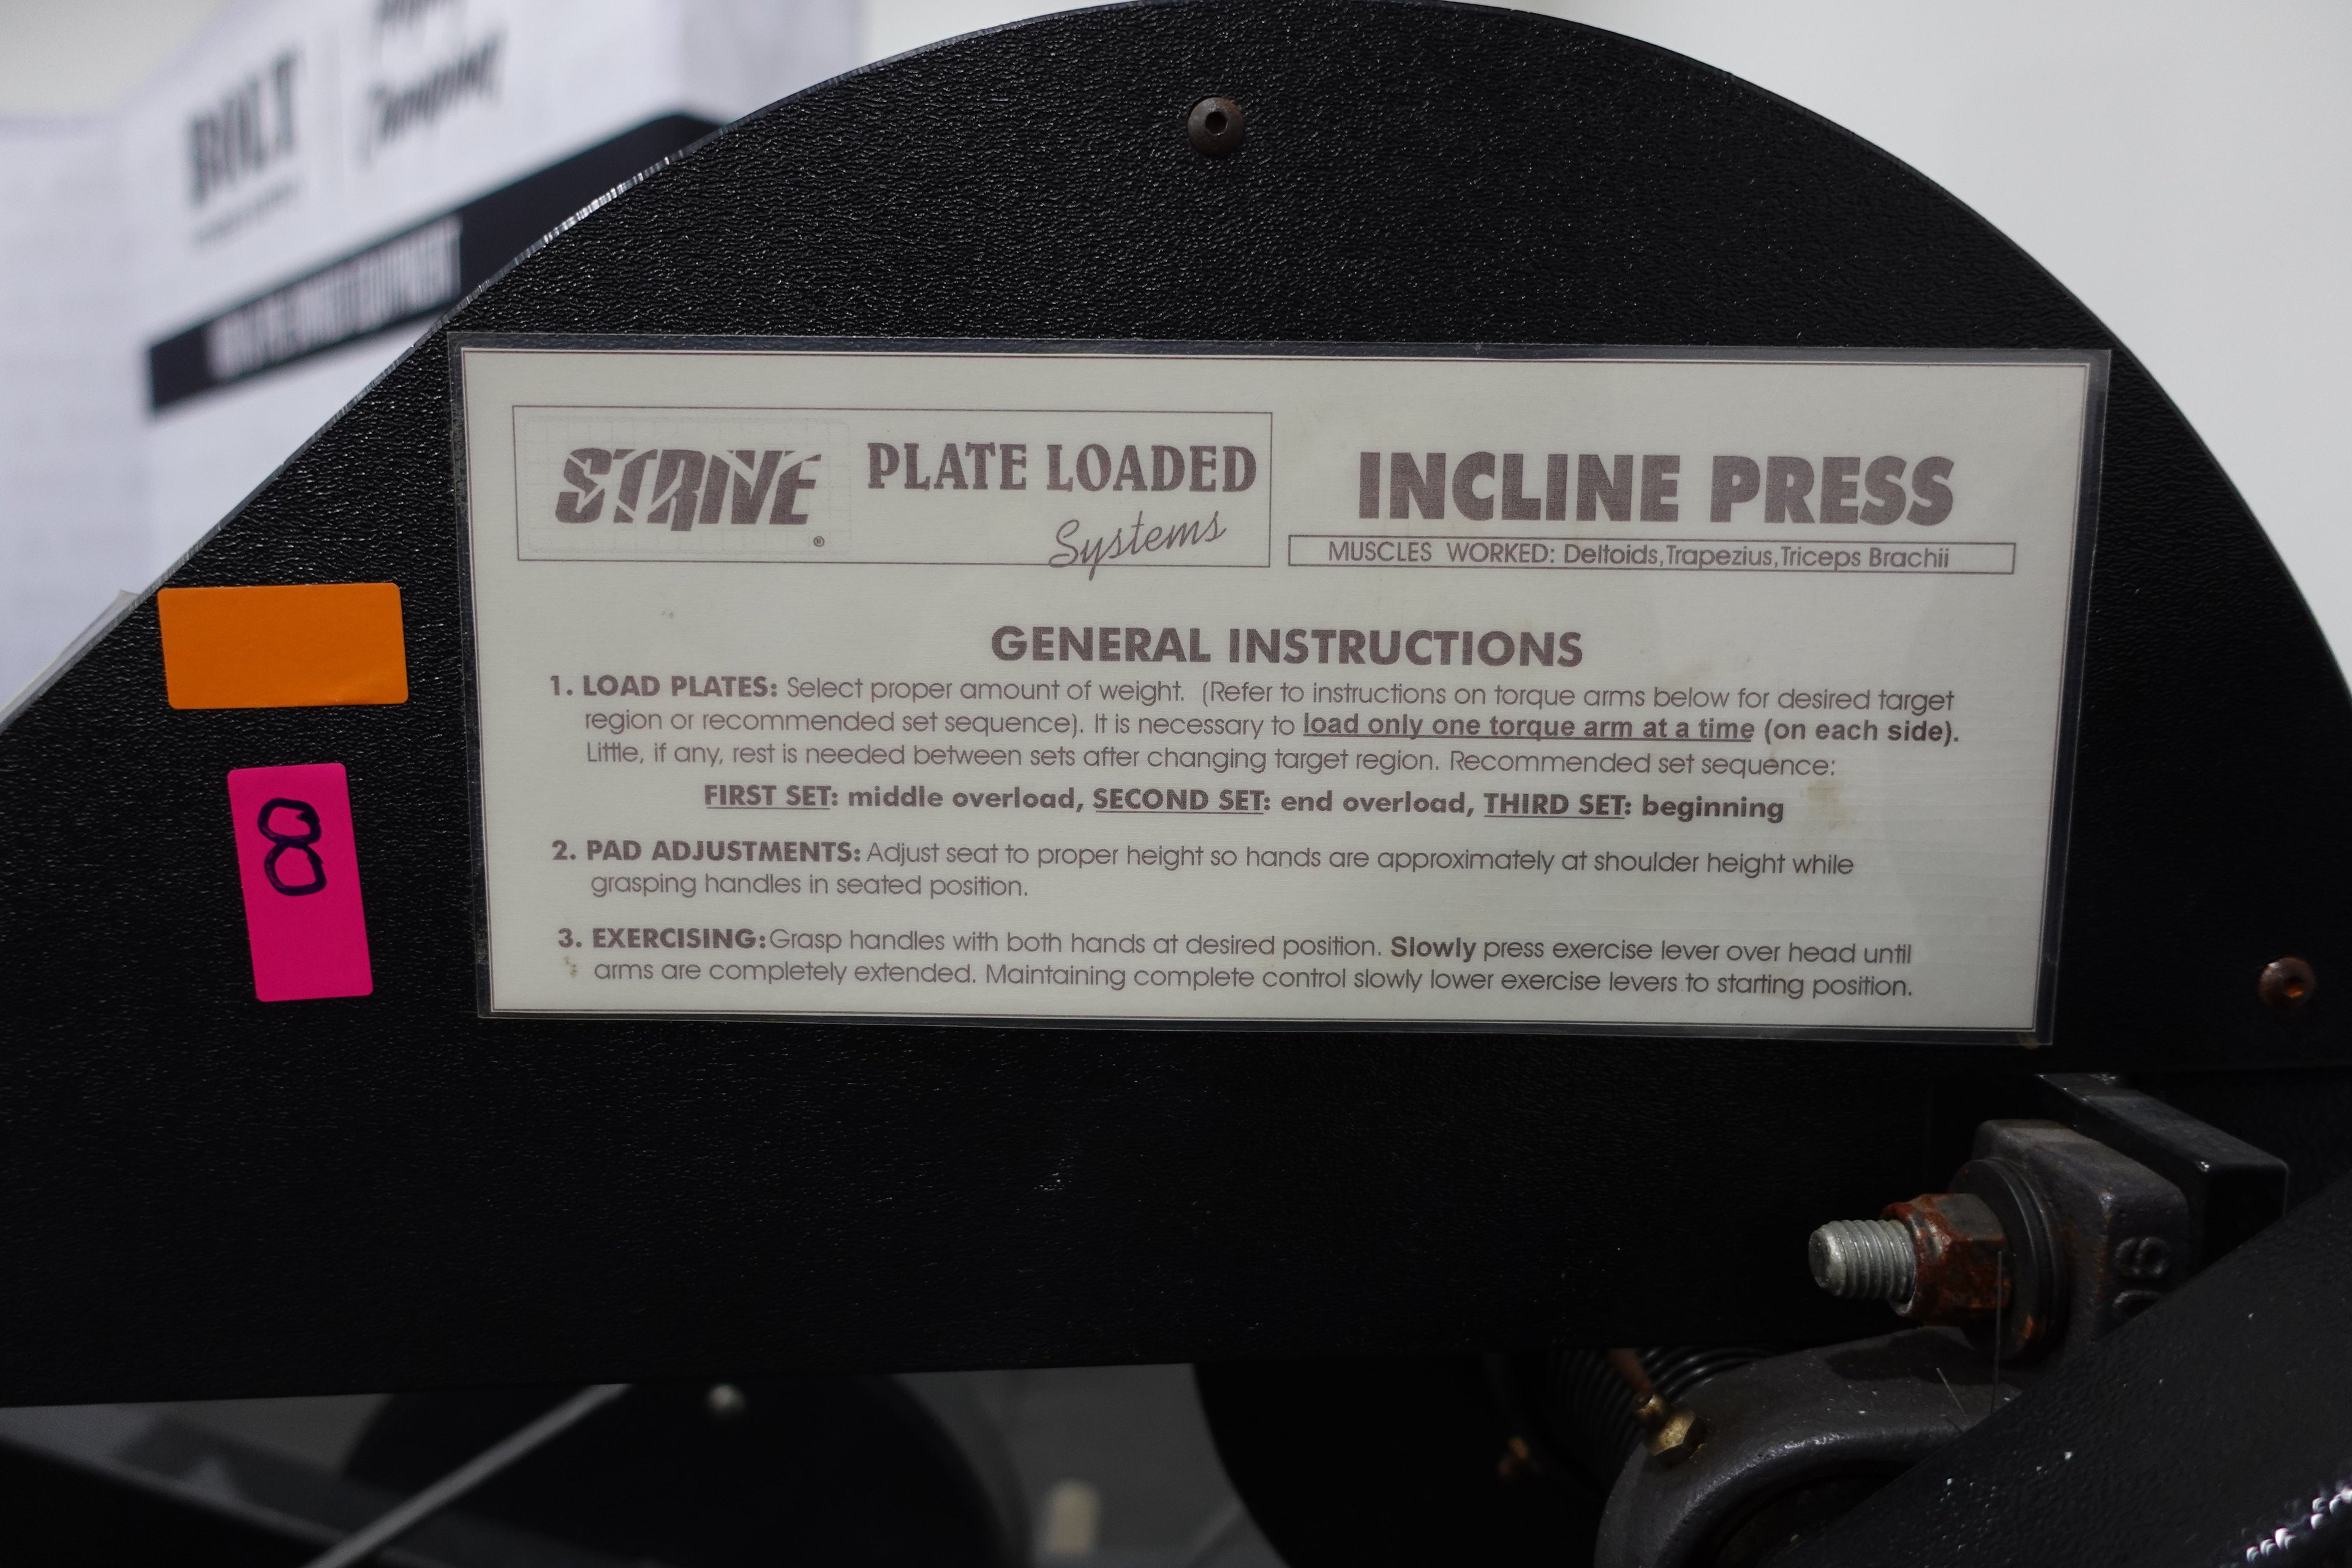 BOLT
STRIVE®
PLATE LOADED
Systems
INCLINE PRESS
MUSCLES WORKED: Deltoids, Trapezius, Triceps Brachii
GENERAL INSTRUCTIONS
1. LOAD PLATES: Select proper amount of weight. (Refer to instructions on torque arms below for desired target
region or recommended set sequence). It is necessary to load only one torque arm at a time (on each side).
Little, if any, rest is needed between sets after changing target region. Recommended set sequence:
FIRST SET: middle overload, SECOND SET: end overload, THIRD SET: beginning
2. PAD ADJUSTMENTS: Adjust seat to proper height so hands are approximately at shoulder height while
grasping handles in seated position.
3. EXERCISING: Grasp handles with both hands at desired position. Slowly press exercise lever over head until
arms are completely extended. Maintaining complete control slowly lower exercise levers to starting position.
8